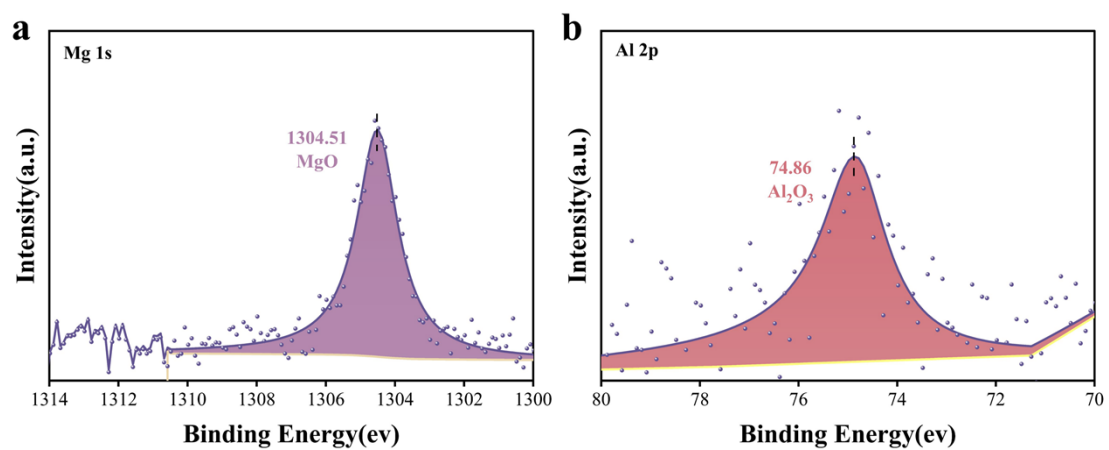 a
Mg 1s
1304.51
MgO
Intensity(a.u.)
1314 1312 1310 1308 1306 1304 1302 1300
Binding Energy(ev)
b
Al 2p
74.86
Al₂O₃
Intensity(a.u.)
80 78 76 74 72 70
Binding Energy(ev)